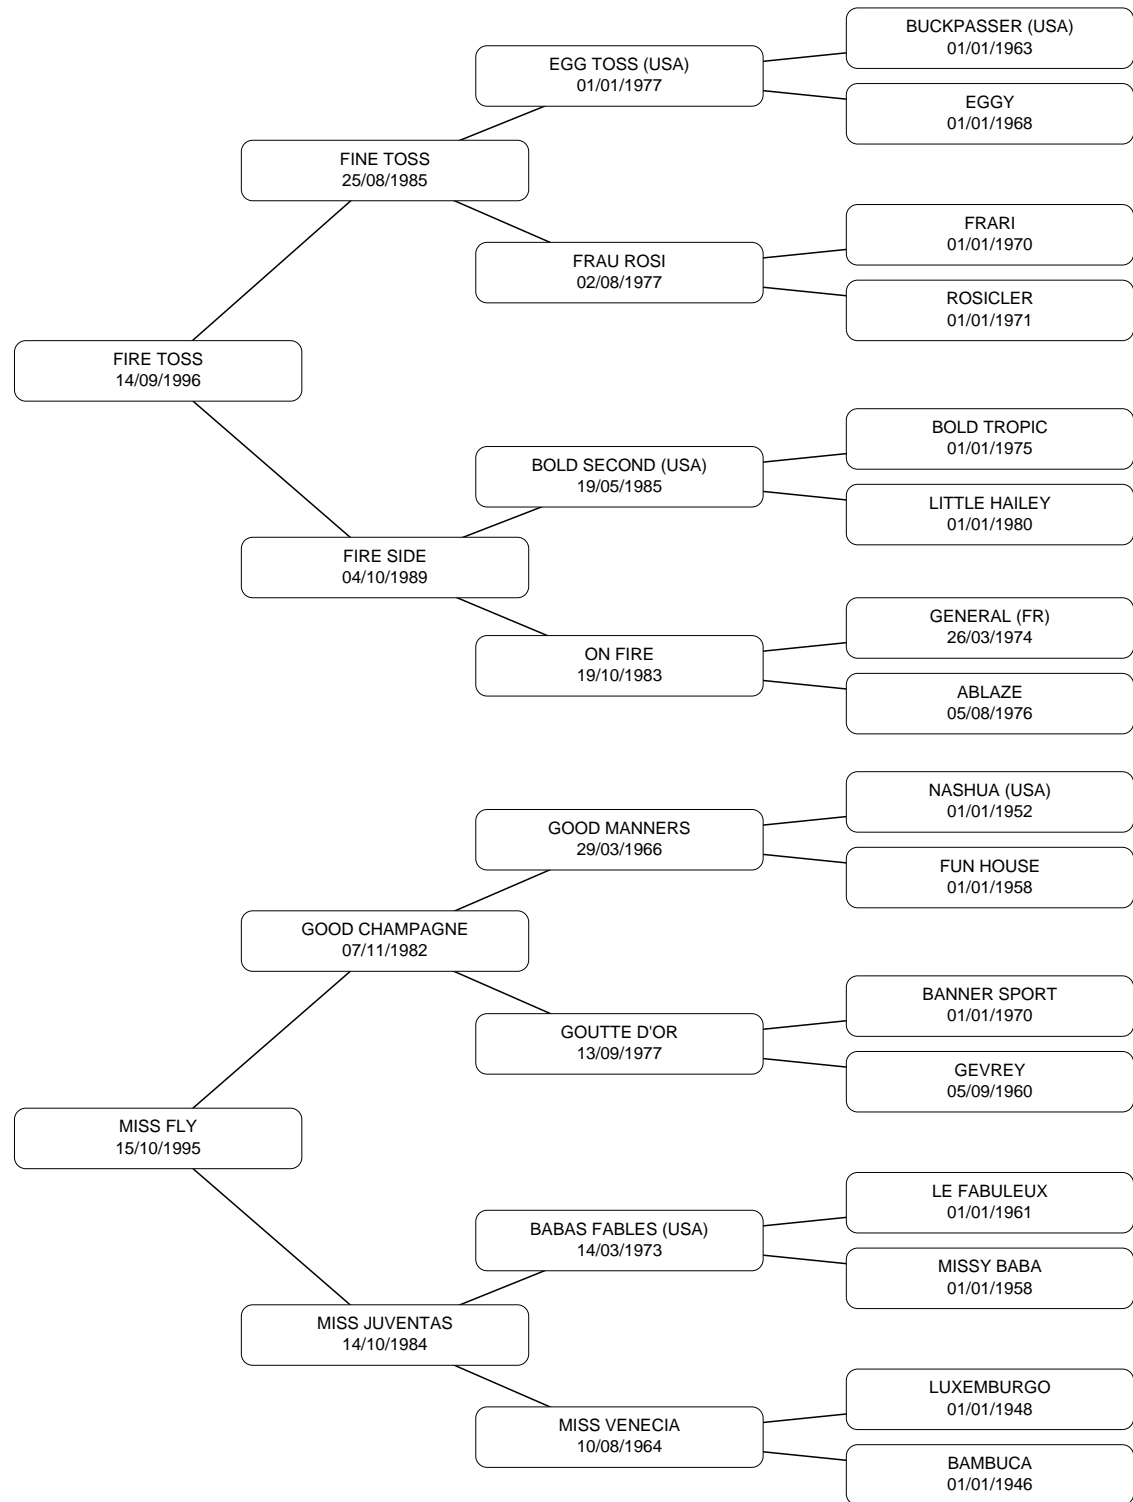 BUCKPASSER (USA)
01/01/1963
EGG TOSS (USA)
01/01/1977
EGGY
01/01/1968
FINE TOSS
25/08/1985
FRARI
01/01/1970
FRAU ROSI
02/08/1977
ROSICLER
01/01/1971
FIRE TOSS
14/09/1996
BOLD TROPIC
01/01/1975
BOLD SECOND (USA)
19/05/1985
LITTLE HAILEY
01/01/1980
FIRE SIDE
04/10/1989
GENERAL (FR)
26/03/1974
ON FIRE
19/10/1983
ABLAZE
05/08/1976
NASHUA (USA)
01/01/1952
GOOD MANNERS
29/03/1966
FUN HOUSE
01/01/1958
GOOD CHAMPAGNE
07/11/1982
BANNER SPORT
01/01/1970
GOUTTE D'OR
13/09/1977
GEVREY
05/09/1960
MISS FLY
15/10/1995
LE FABULEUX
01/01/1961
BABAS FABLES (USA)
14/03/1973
MISSY BABA
01/01/1958
MISS JUVENTAS
14/10/1984
LUXEMBURGO
01/01/1948
MISS VENECIA
10/08/1964
BAMBUCA
01/01/1946